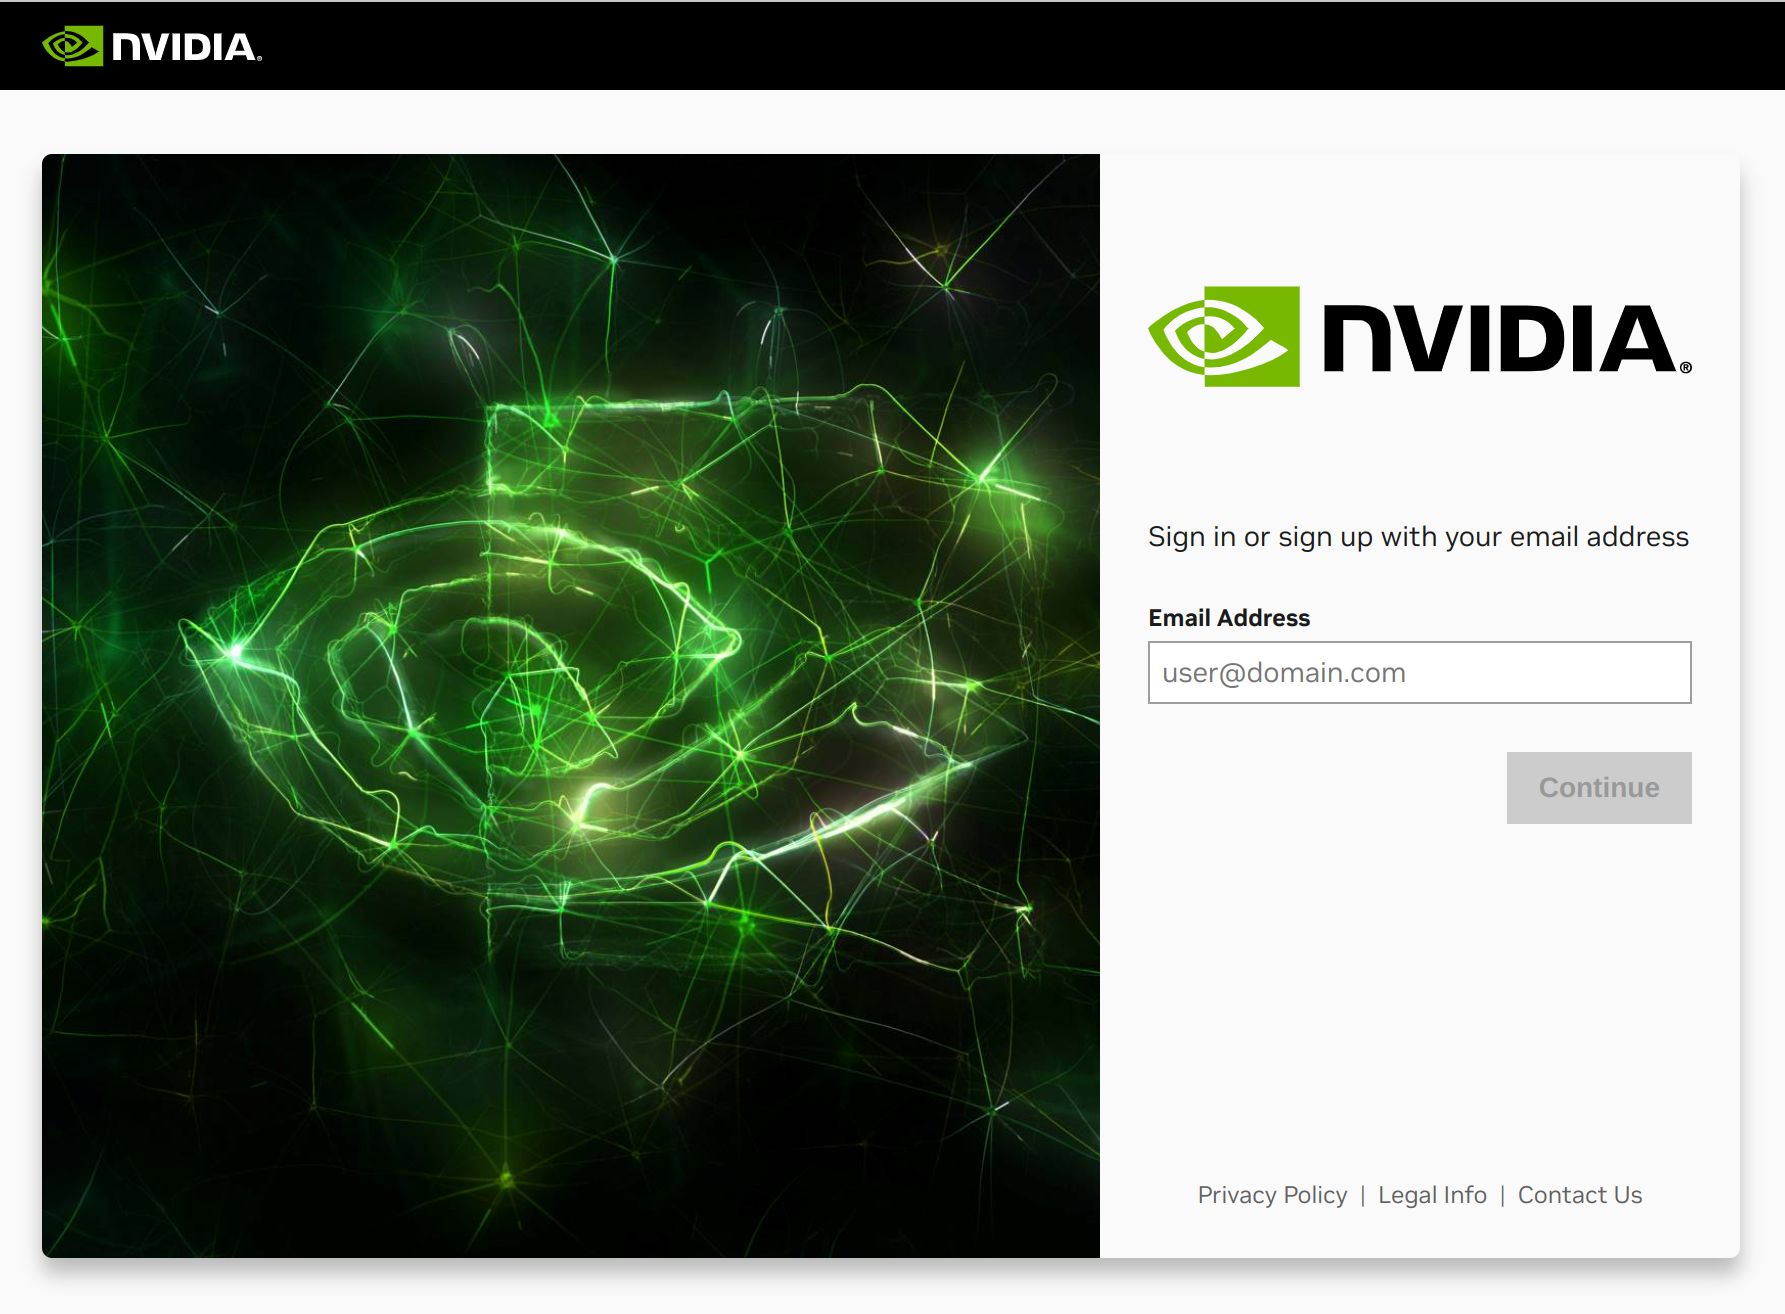 NVIDIA®
NVIDIA®
Sign in or sign up with your email address
Email Address
user@domain.com
Continue
Privacy Policy | Legal Info | Contact Us